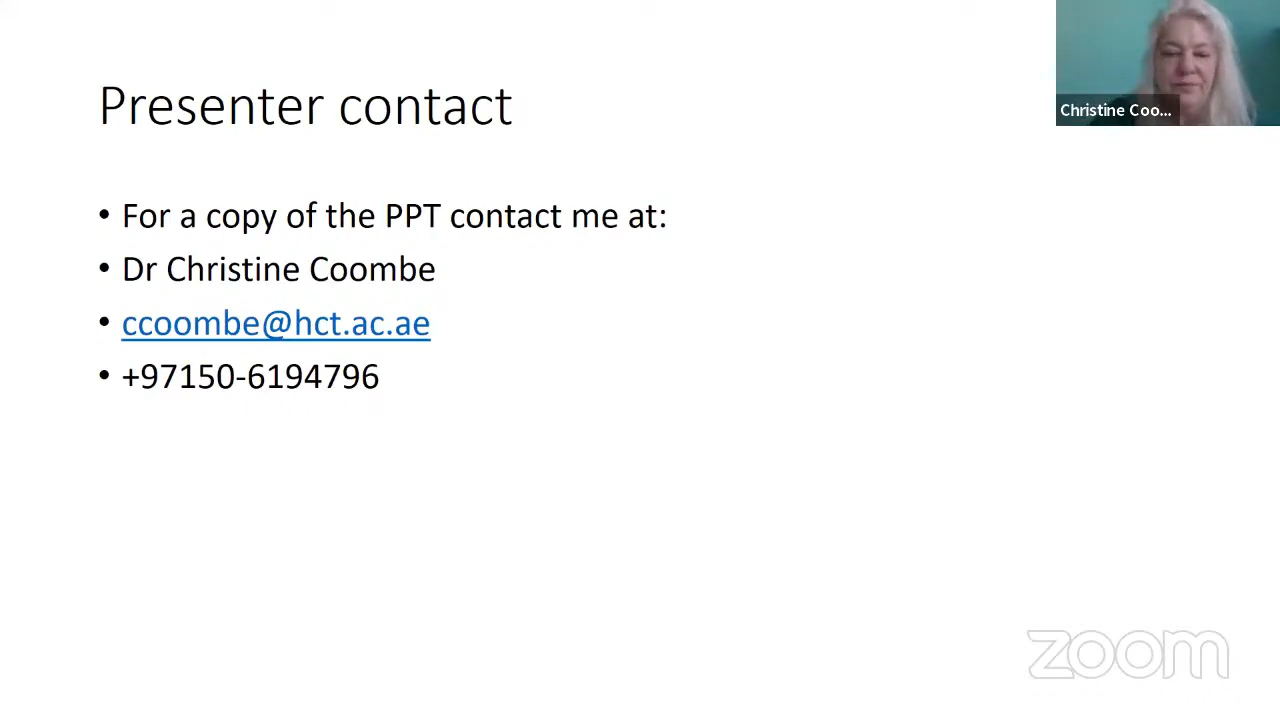 Presenter contact
Christine Coo...
• For a copy of the PPT contact me at:
• Dr Christine Coombe
• ccoombe@hct.ac.ae
• +97150-6194796
zoom